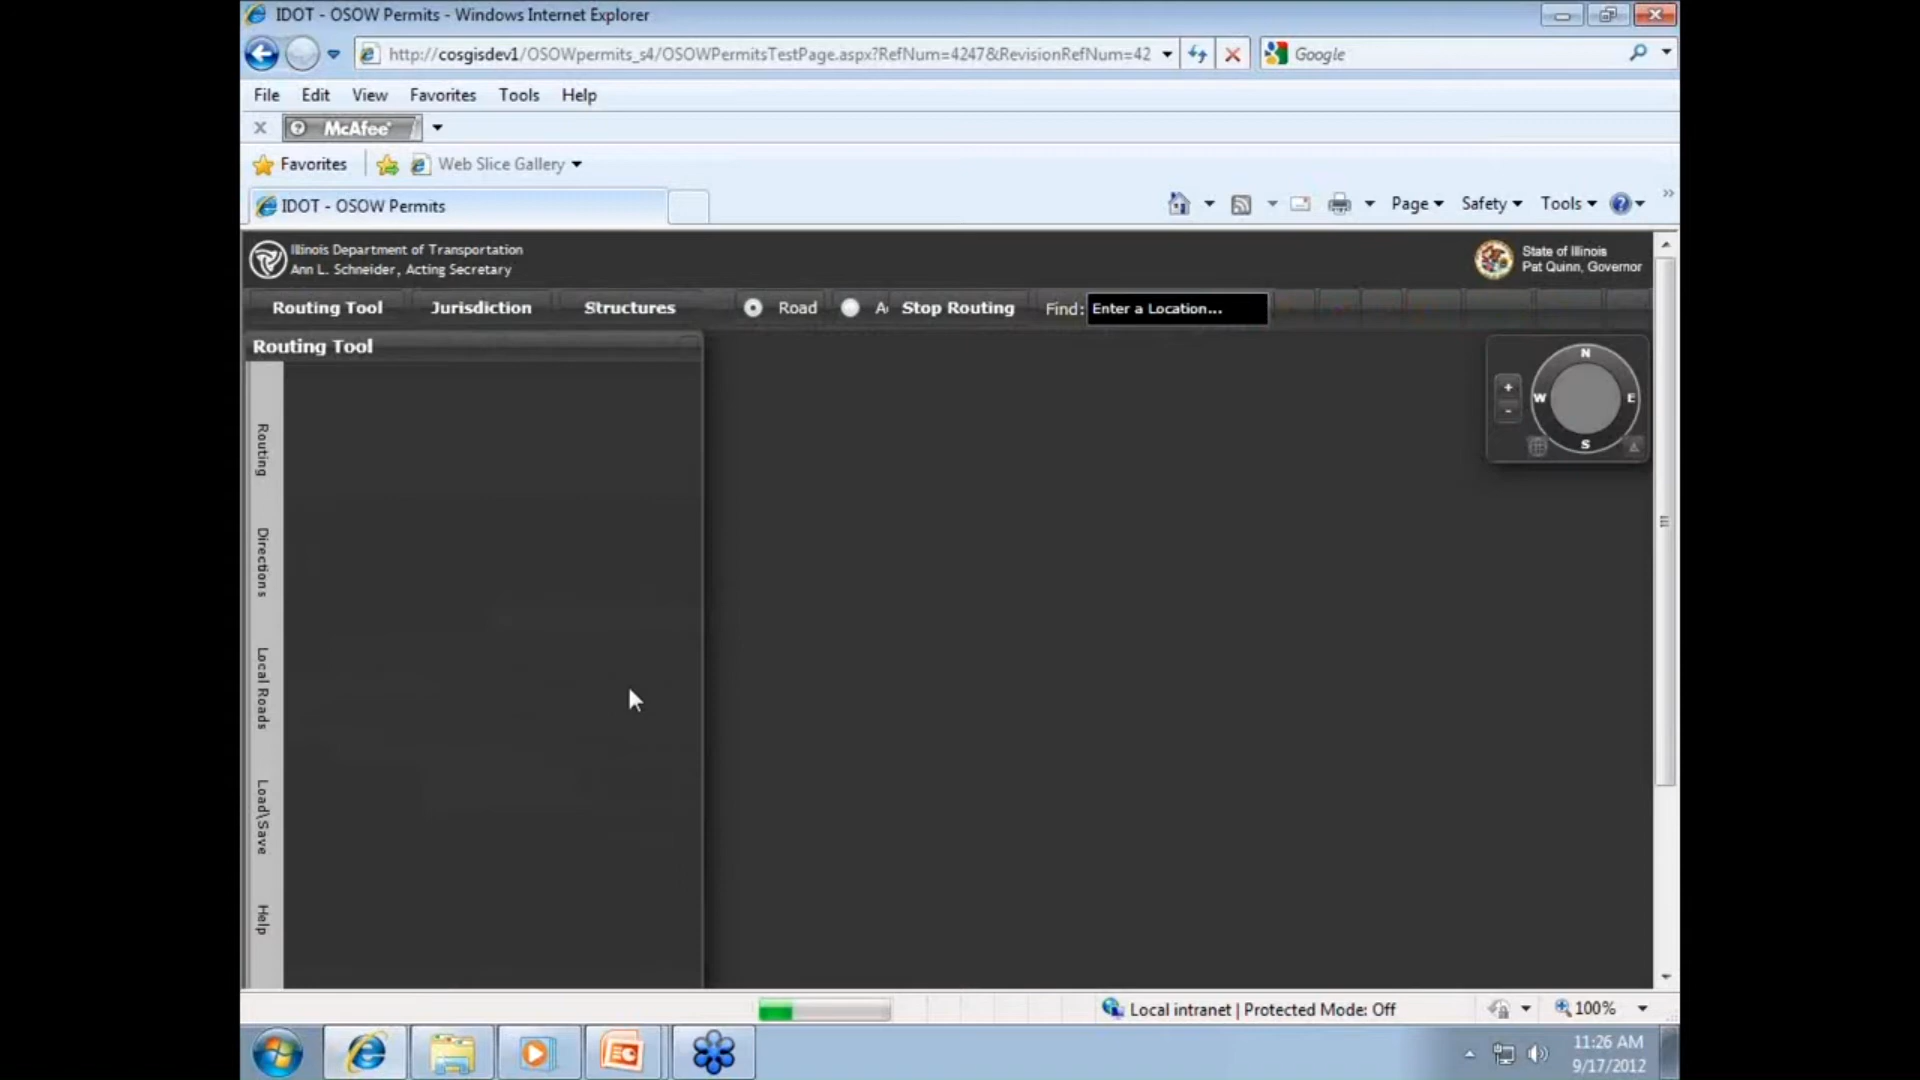 IDOT - OSOW Permits - Windows Internet Explorer
http://cosgisdev1/OSOWpermits_s4/OSOWPermitsTestPage.aspx?RefNum=4247&RevisionRefNum=42
Google
File Edit View Favorites Tools Help
x McAfee
Favorites Web Slice Gallery
IDOT - OSOW Permits
Page Safety Tools
Illinois Department of Transportation
Ann L. Schneider, Acting Secretary
State of Illinois
Pat Quinn, Governor
Routing Tool Jurisdiction Structures Road Stop Routing Find: Enter a Location...
Routing Tool
N
W E
S
+
-
Routing
Directions
Local Roads
Load\Save
Help
Local intranet | Protected Mode: Off
100%
11:26 AM
9/17/2012